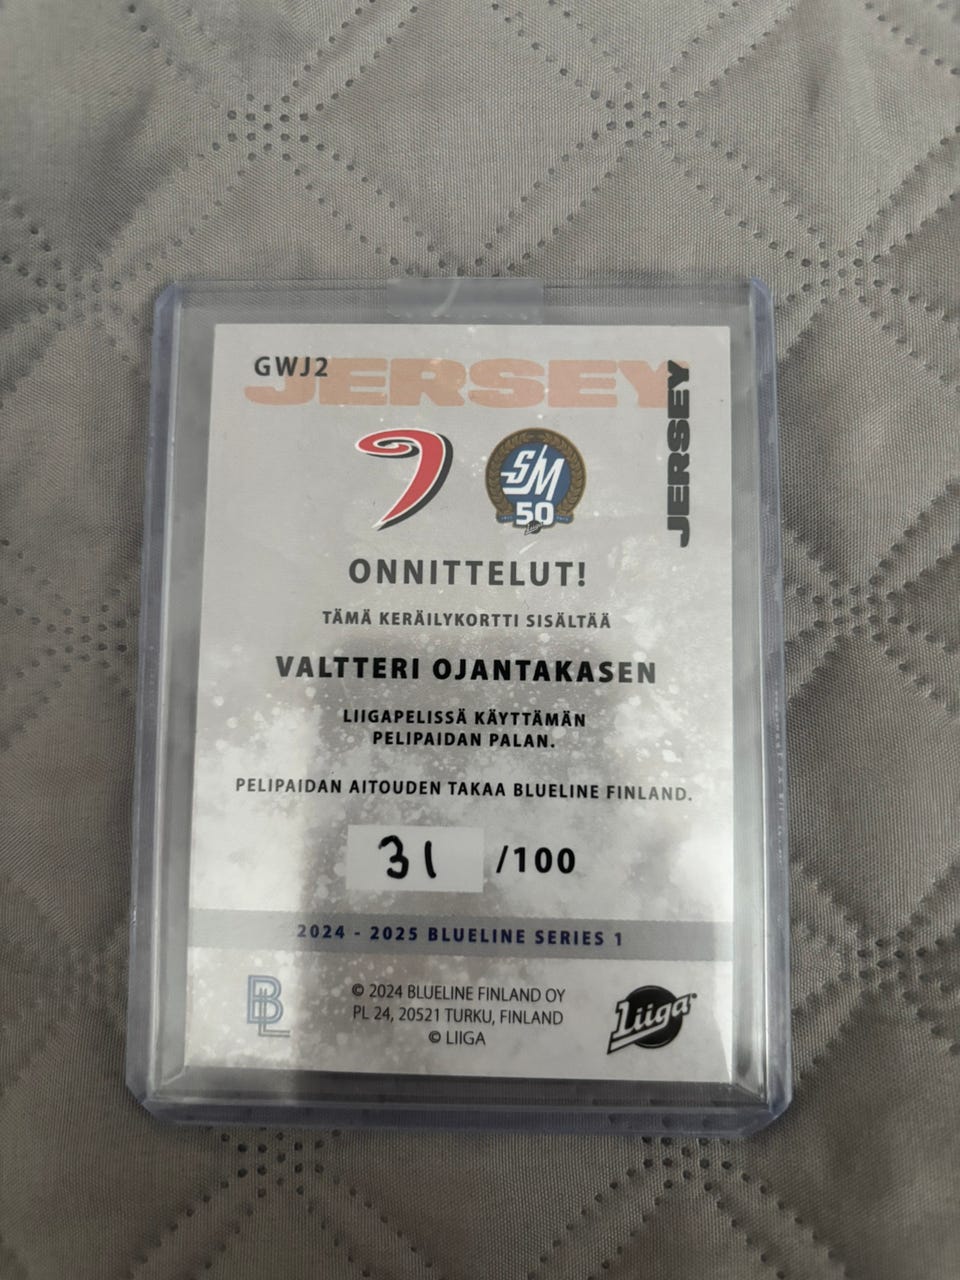 GWJ2
JERSEY
JERSEY
SM
50
ONNITTELUT!
TÄMÄ KERÄILYKORTTI SISÄLTÄÄ
VALTTERI OJANTAKASEN
LIIGAPELISSÄ KÄYTTÄMÄN
PELIPAIDAN PALAN.
PELIPAIDAN AITOUDEN TAKAA BLUELINE FINLAND.
31 /100
2024 - 2025 BLUELINE SERIES 1
BL
© 2024 BLUELINE FINLAND OY
PL 24, 20521 TURKU, FINLAND
© LIIGA
Liiga